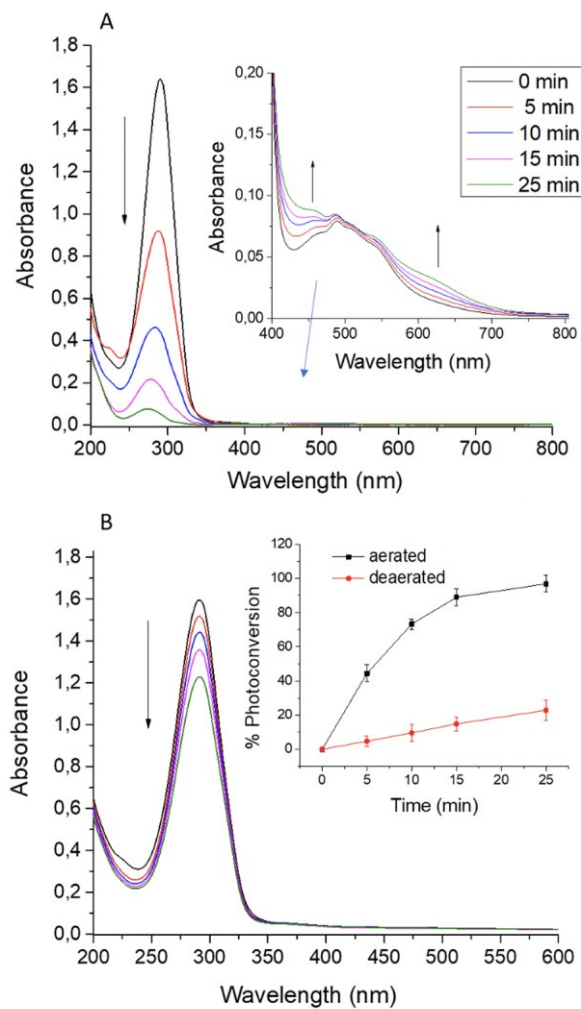 A
1,8
1,6
1,4
1,2
1,0
0,8
0,6
0,4
0,2
0,0
Absorbance
200 300 400 500 600 700 800
Wavelength (nm)
0,20
0,15
0,10
0,05
0,00
Absorbance
400 500 600 700 800
Wavelength (nm)
0 min
5 min
10 min
15 min
25 min
B
1,8
1,6
1,4
1,2
1,0
0,8
0,6
0,4
0,2
0,0
Absorbance
200 250 300 350 400 450 500 550 600
Wavelength (nm)
120
100
80
60
40
20
0
% Photoconversion
aerated
deaerated
0 5 10 15 20 25
Time (min)